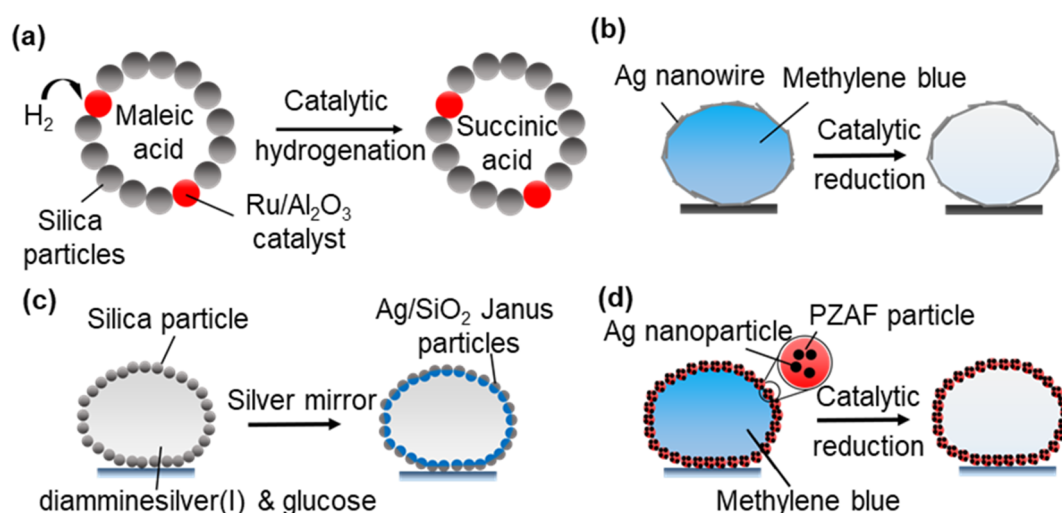 (a)
H₂
Maleic
acid
Catalytic
hydrogenation
Succinic
acid
Silica
particles
Ru/Al₂O₃
catalyst
(b)
Ag nanowire
Methylene blue
Catalytic
reduction
(c)
Silica particle
Ag/SiO₂ Janus
particles
Silver mirror
diamminesilver(I) & glucose
(d)
Ag nanoparticle
PZAF particle
Catalytic
reduction
Methylene blue